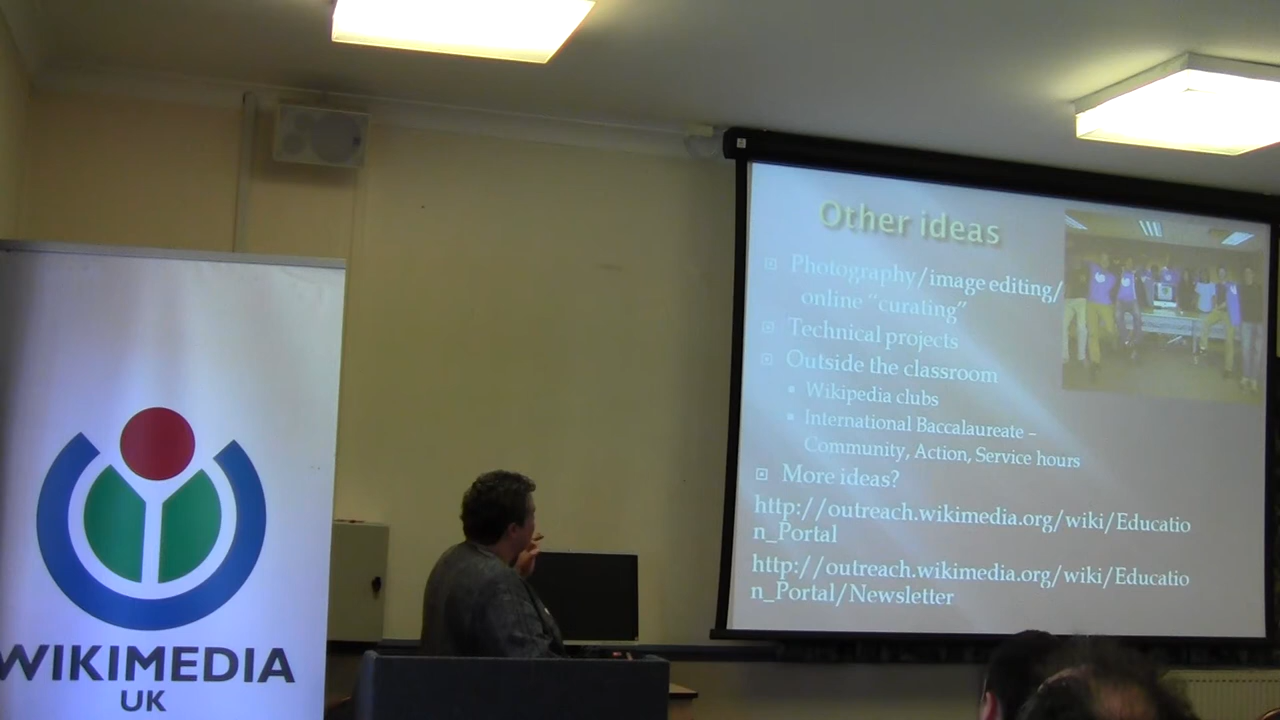 WIKIMEDIA
UK
Other ideas
Photography/image editing/
online “curating”
Technical projects
Outside the classroom
Wikipedia clubs
International Baccalaureate –
Community, Action, Service hours
More ideas?
http://outreach.wikimedia.org/wiki/Educatio
n_Portal
http://outreach.wikimedia.org/wiki/Educatio
n_Portal/Newsletter